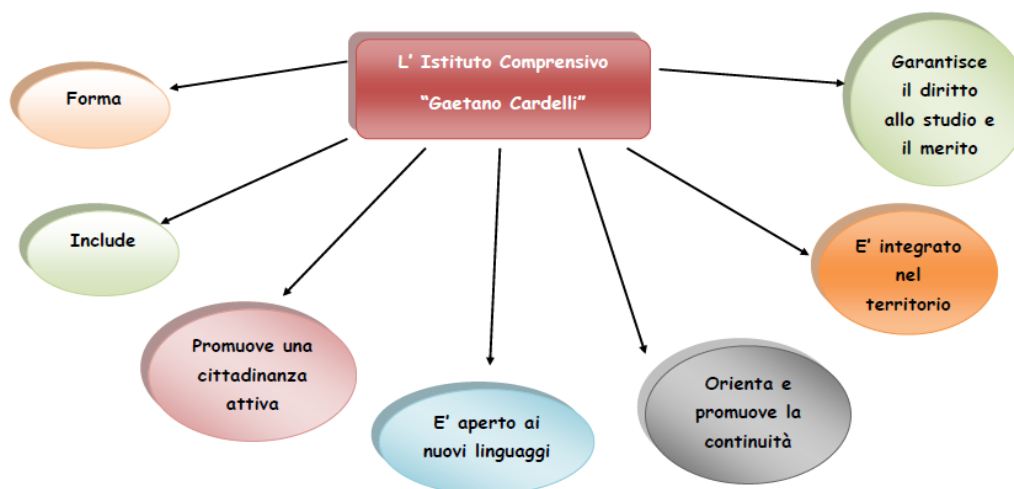 L' Istituto Comprensivo
“Gaetano Cardelli”
Forma
Include
Promuove una
cittadinanza
attiva
E' aperto ai
nuovi linguaggi
Orienta e
promuove la
continuità
E' integrato
nel
territorio
Garantisce
il diritto
allo studio e
il merito